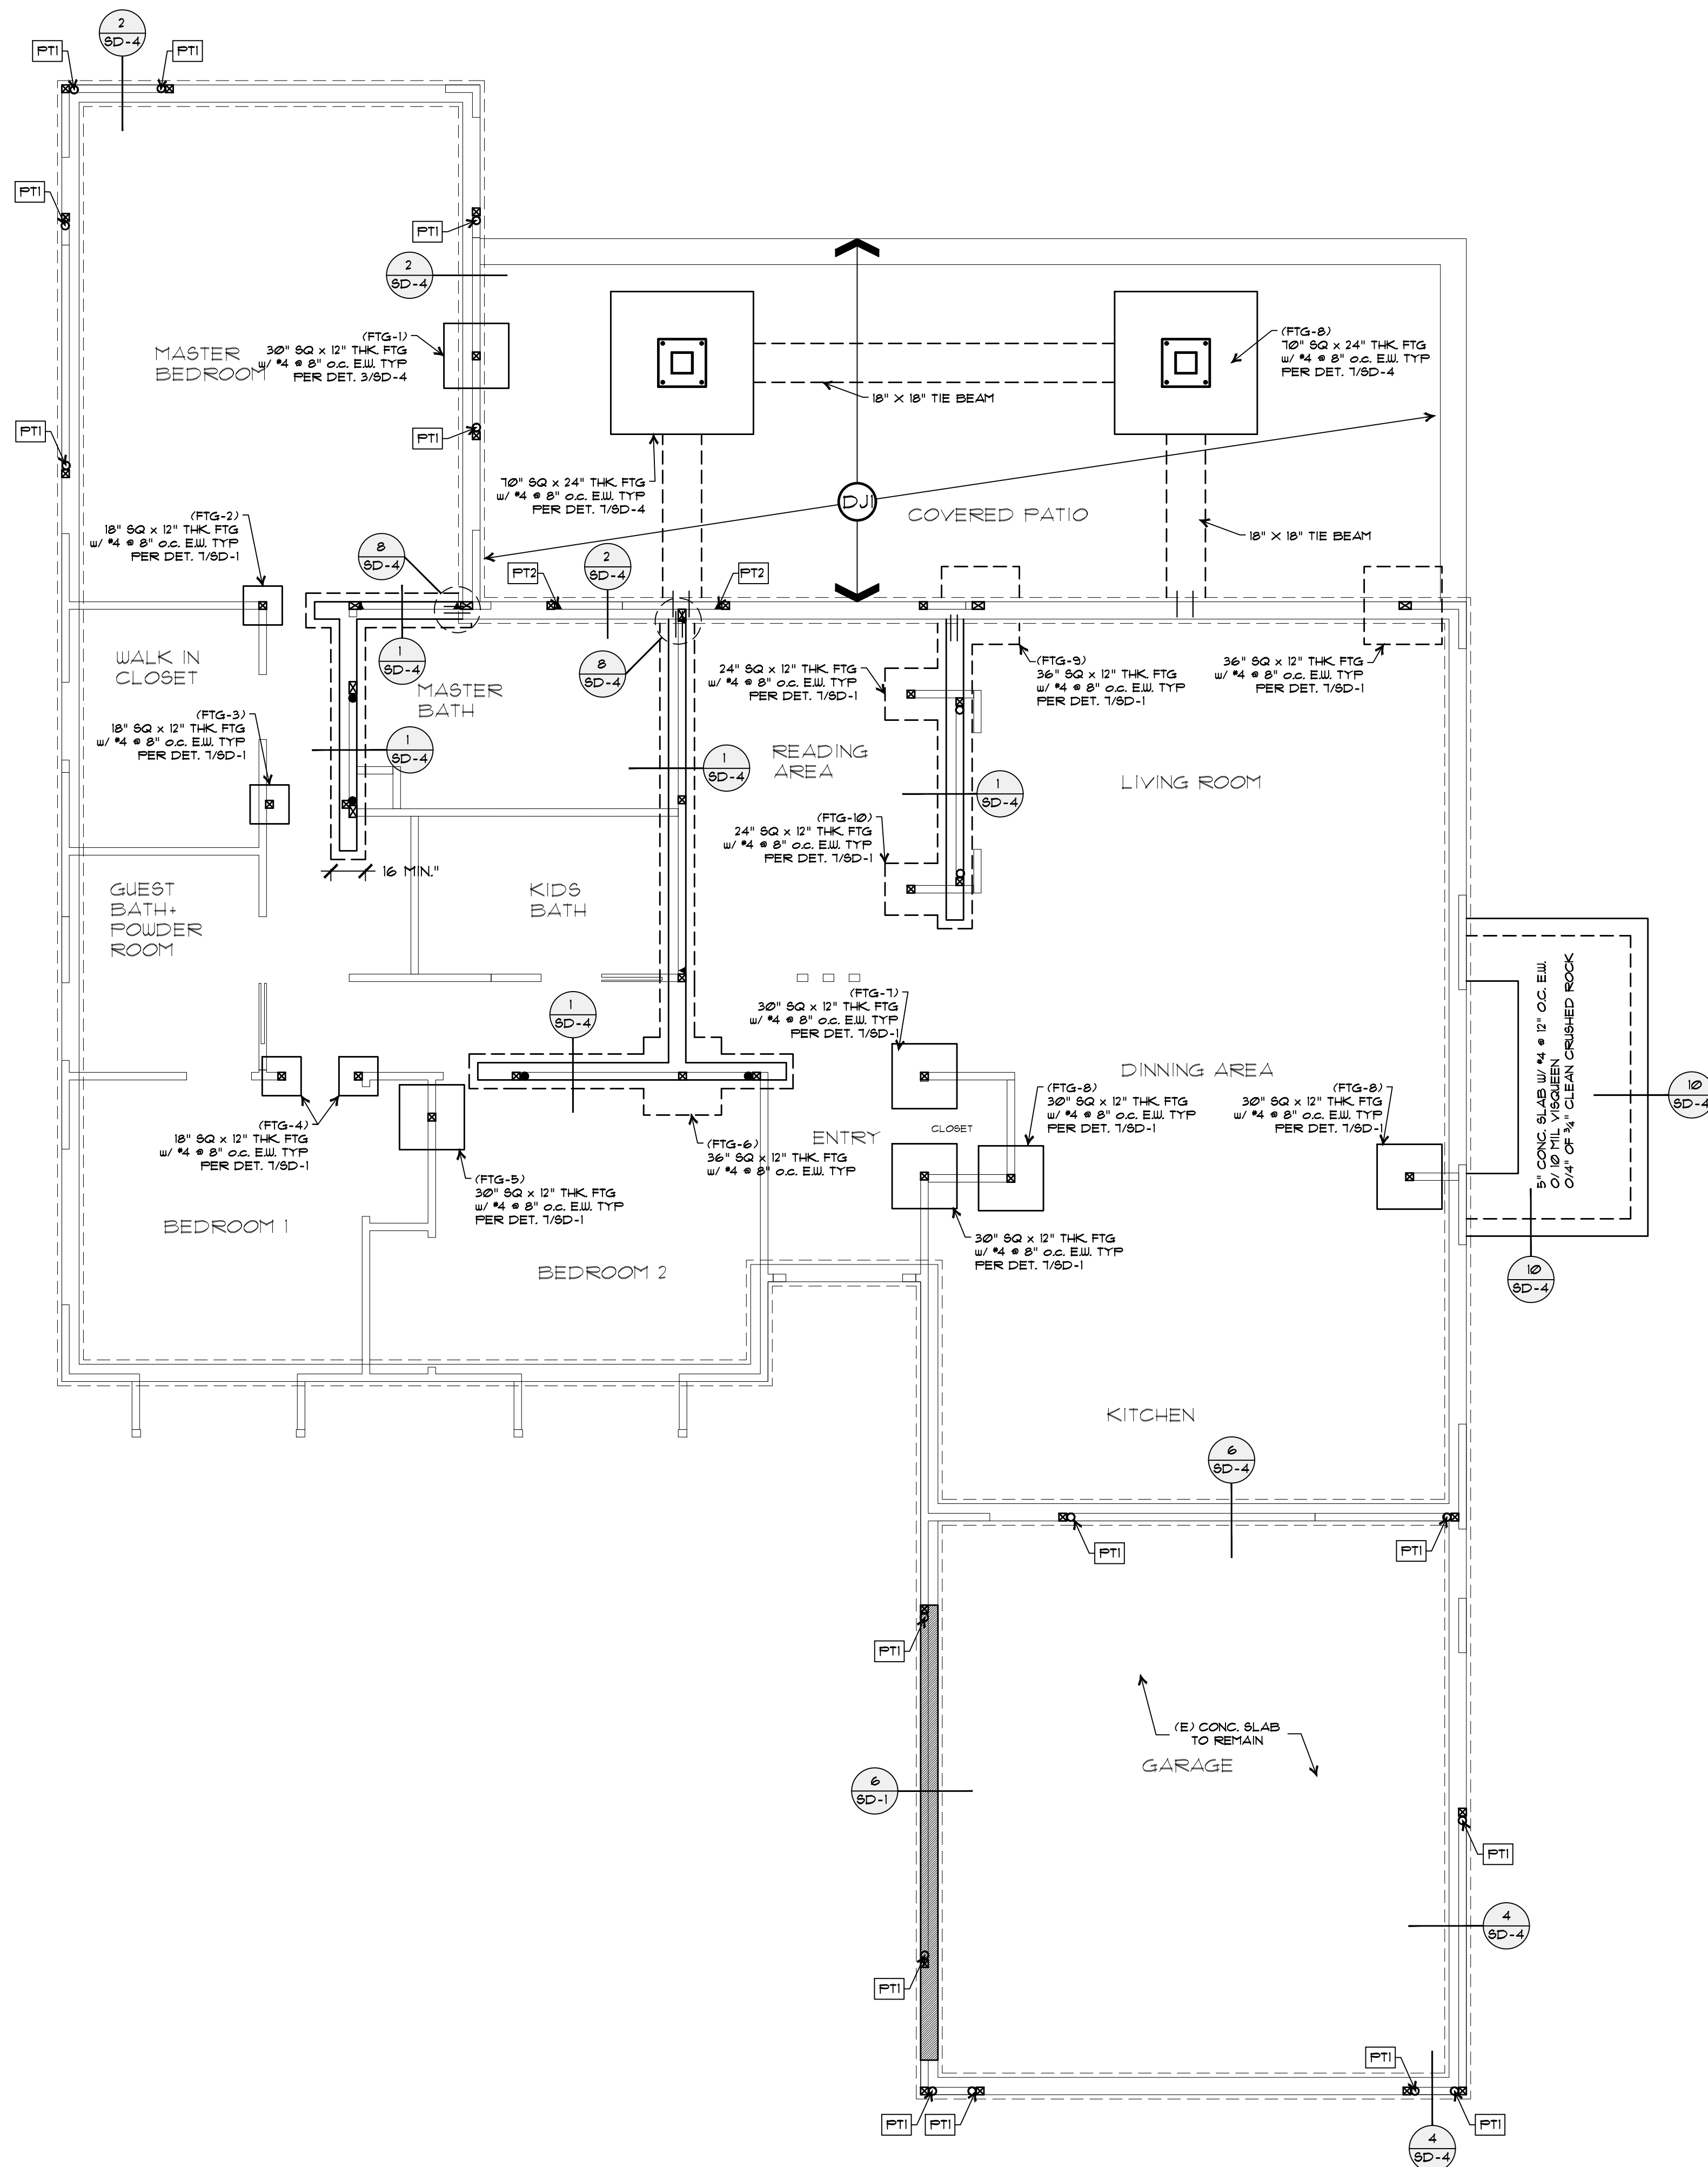 2
SD-4
PT1
PT1
PT1
PT1
2
SD-4
(FTG-1)
30" SQ x 12" THK. FTG
w/ #4 @ 8" o.c. E.W. TYP
PER DET. 3/SD-4
MASTER
BEDROOM
(FTG-8)
70" SQ x 24" THK. FTG
w/ #4 @ 8" o.c. E.W. TYP
PER DET. 7/SD-4
18" X 18" TIE BEAM
PT1
PT1
70" SQ x 24" THK. FTG
w/ #4 @ 8" o.c. E.W. TYP
PER DET. 7/SD-4
DJ1
COVERED PATIO
18" X 18" TIE BEAM
(FTG-2)
18" SQ x 12" THK. FTG
w/ #4 @ 8" o.c. E.W. TYP
PER DET. 7/SD-1
8
SD-4
PT2
2
SD-4
PT2
WALK IN
CLOSET
1
SD-4
8
SD-4
MASTER
BATH
24" SQ x 12" THK. FTG
w/ #4 @ 8" o.c. E.W. TYP
PER DET. 7/SD-1
(FTG-9)
36" SQ x 12" THK. FTG
w/ #4 @ 8" o.c. E.W. TYP
PER DET. 7/SD-1
36" SQ x 12" THK. FTG
w/ #4 @ 8" o.c. E.W. TYP
PER DET. 7/SD-1
(FTG-3)
18" SQ x 12" THK. FTG
w/ #4 @ 8" o.c. E.W. TYP
PER DET. 7/SD-1
1
SD-4
1
SD-4
READING
AREA
1
SD-4
LIVING ROOM
(FTG-10)
24" SQ x 12" THK. FTG
w/ #4 @ 8" o.c. E.W. TYP
PER DET. 7/SD-1
16 MIN."
GUEST
BATH+
POWDER
ROOM
KIDS
BATH
1
SD-4
(FTG-7)
30" SQ x 12" THK. FTG
w/ #4 @ 8" o.c. E.W. TYP
PER DET. 7/SD-1
5" CONC. SLAB W/ #4 @ 12" O.C. E.W.
O/ 10 MIL VISQUEEN
O/4" OF 3/4" CLEAN CRUSHED ROCK
10
SD-4
DINNING AREA
(FTG-8)
30" SQ x 12" THK. FTG
w/ #4 @ 8" o.c. E.W. TYP
PER DET. 7/SD-1
(FTG-8)
30" SQ x 12" THK. FTG
w/ #4 @ 8" o.c. E.W. TYP
PER DET. 7/SD-1
(FTG-4)
18" SQ x 12" THK. FTG
w/ #4 @ 8" o.c. E.W. TYP
PER DET. 7/SD-1
(FTG-6)
36" SQ x 12" THK. FTG
w/ #4 @ 8" o.c. E.W. TYP
ENTRY
CLOSET
(FTG-5)
30" SQ x 12" THK. FTG
w/ #4 @ 8" o.c. E.W. TYP
PER DET. 7/SD-1
BEDROOM 1
30" SQ x 12" THK. FTG
w/ #4 @ 8" o.c. E.W. TYP
PER DET. 7/SD-1
BEDROOM 2
10
SD-4
KITCHEN
6
SD-4
PT1
PT1
PT1
(E) CONC. SLAB
TO REMAIN
GARAGE
6
SD-1
PT1
4
SD-4
PT1
PT1
PT1
PT1
PT1
4
SD-4